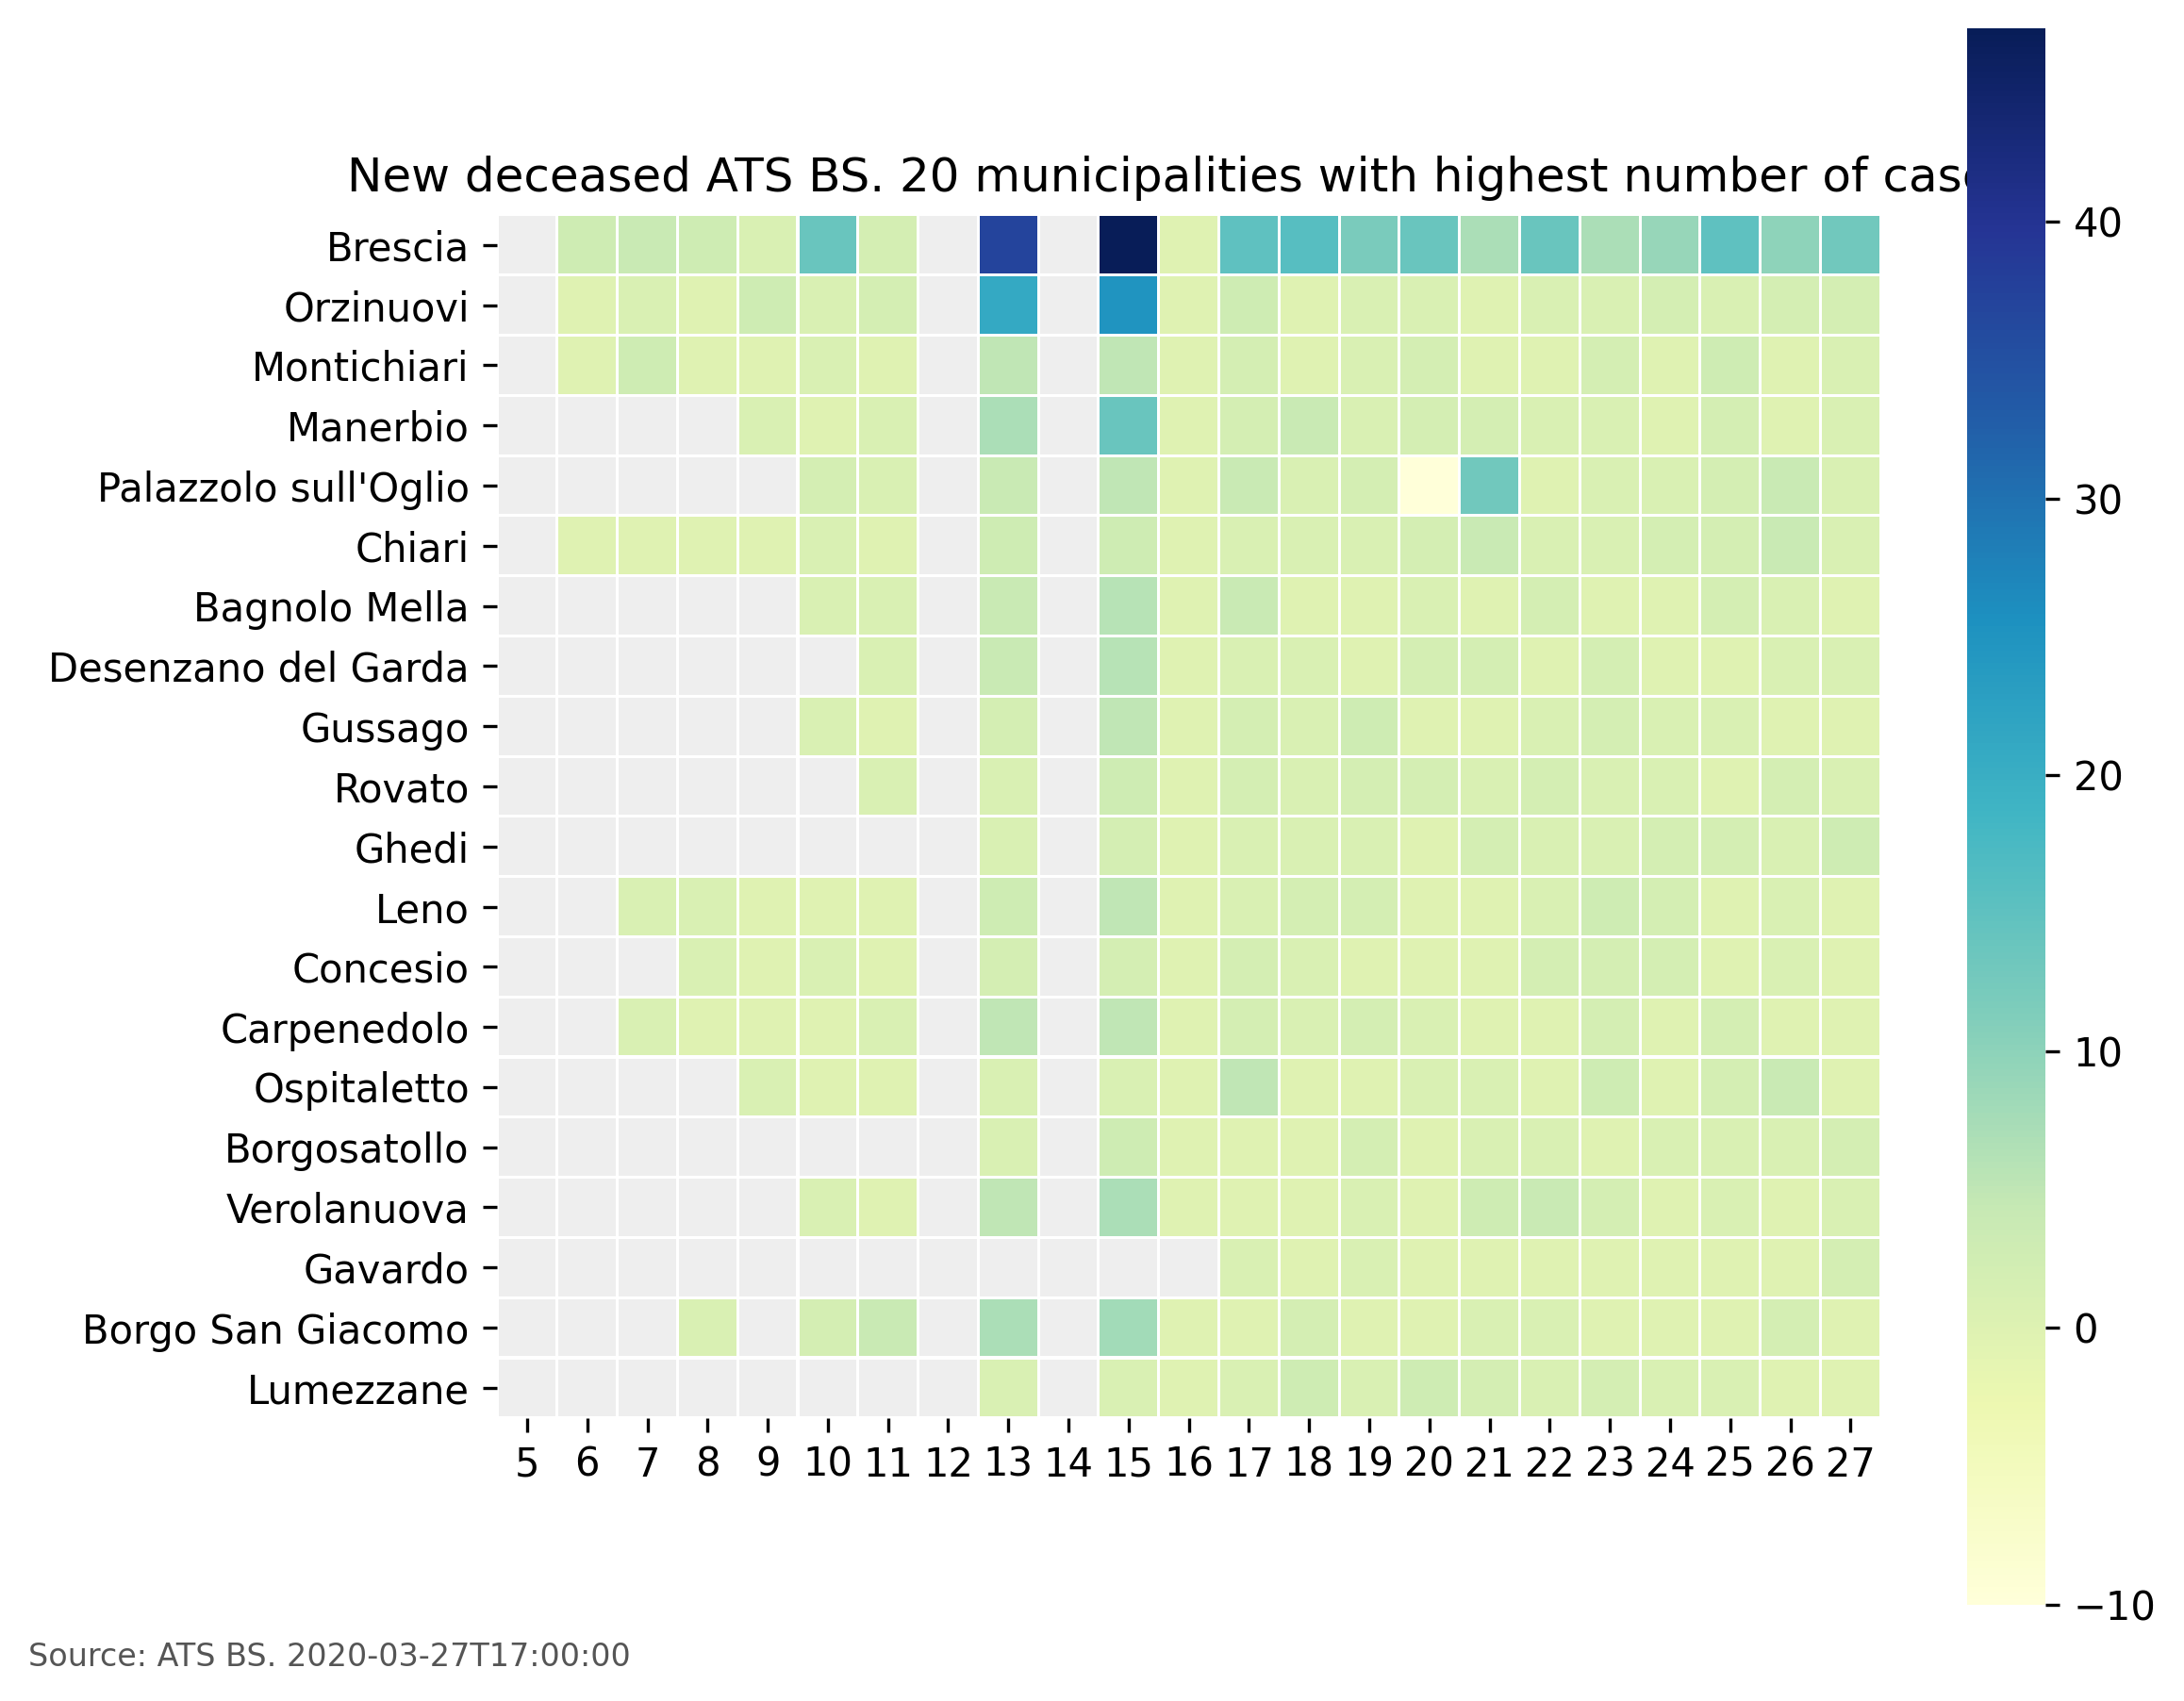 New deceased ATS BS. 20 municipalities with highest number of cas
Brescia
Orzinuovi
Montichiari
Manerbio
Palazzolo sull'Oglio
Chiari
Bagnolo Mella
Desenzano del Garda
Gussago
Rovato
Ghedi
Leno
Concesio
Carpenedolo
Ospitaletto
Borgosatollo
Verolanuova
Gavardo
Borgo San Giacomo
Lumezzane
5 6 7 8 9 10 11 12 13 14 15 16 17 18 19 20 21 22 23 24 25 26 27
40
30
20
10
0
−10
Source: ATS BS. 2020-03-27T17:00:00